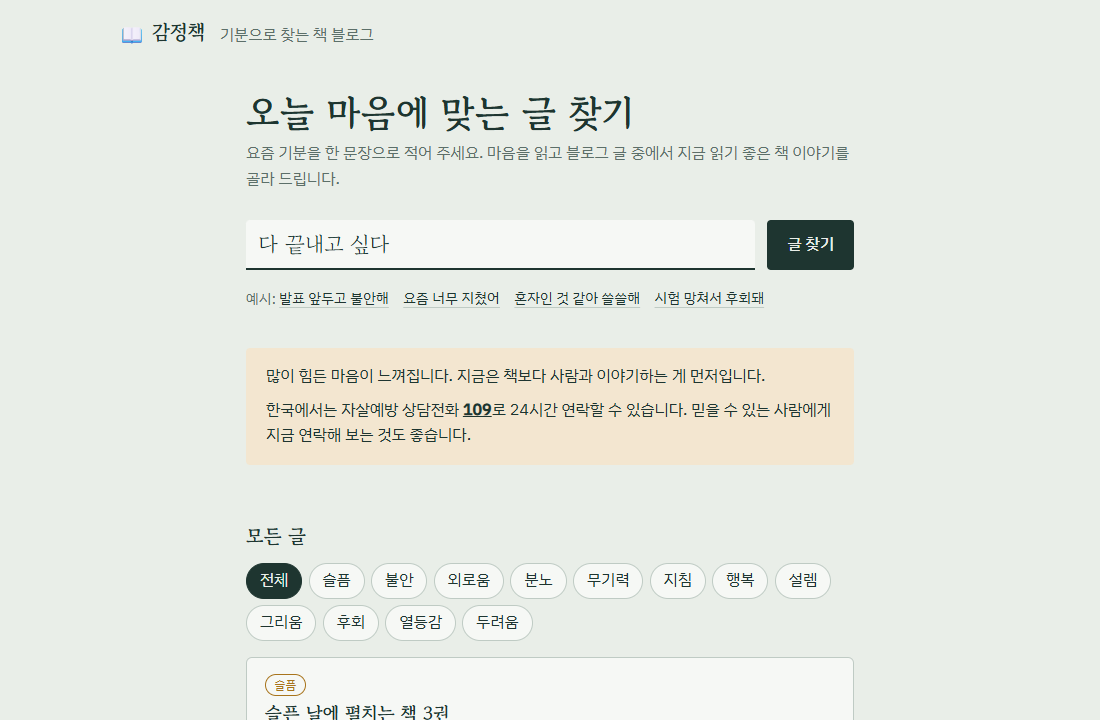 감정책 기분으로 찾는 책 블로그
오늘 마음에 맞는 글 찾기
요즘 기분을 한 문장으로 적어 주세요. 마음을 읽고 블로그 글 중에서 지금 읽기 좋은 책 이야기를
골라 드립니다.
다 끝내고 싶다
글 찾기
예시: 발표 앞두고 불안해 요즘 너무 지쳤어 혼자인 것 같아 쓸쓸해 시험 망쳐서 후회돼
많이 힘든 마음이 느껴집니다. 지금은 책보다 사람과 이야기하는 게 먼저입니다.
한국에서는 자살예방 상담전화 109로 24시간 연락할 수 있습니다. 믿을 수 있는 사람에게
지금 연락해 보는 것도 좋습니다.
모든 글
전체 슬픔 불안 외로움 분노 무기력 지침 행복 설렘
그리움 후회 열등감 두려움
슬픔
슬픈 날에 펼치는 책 3권